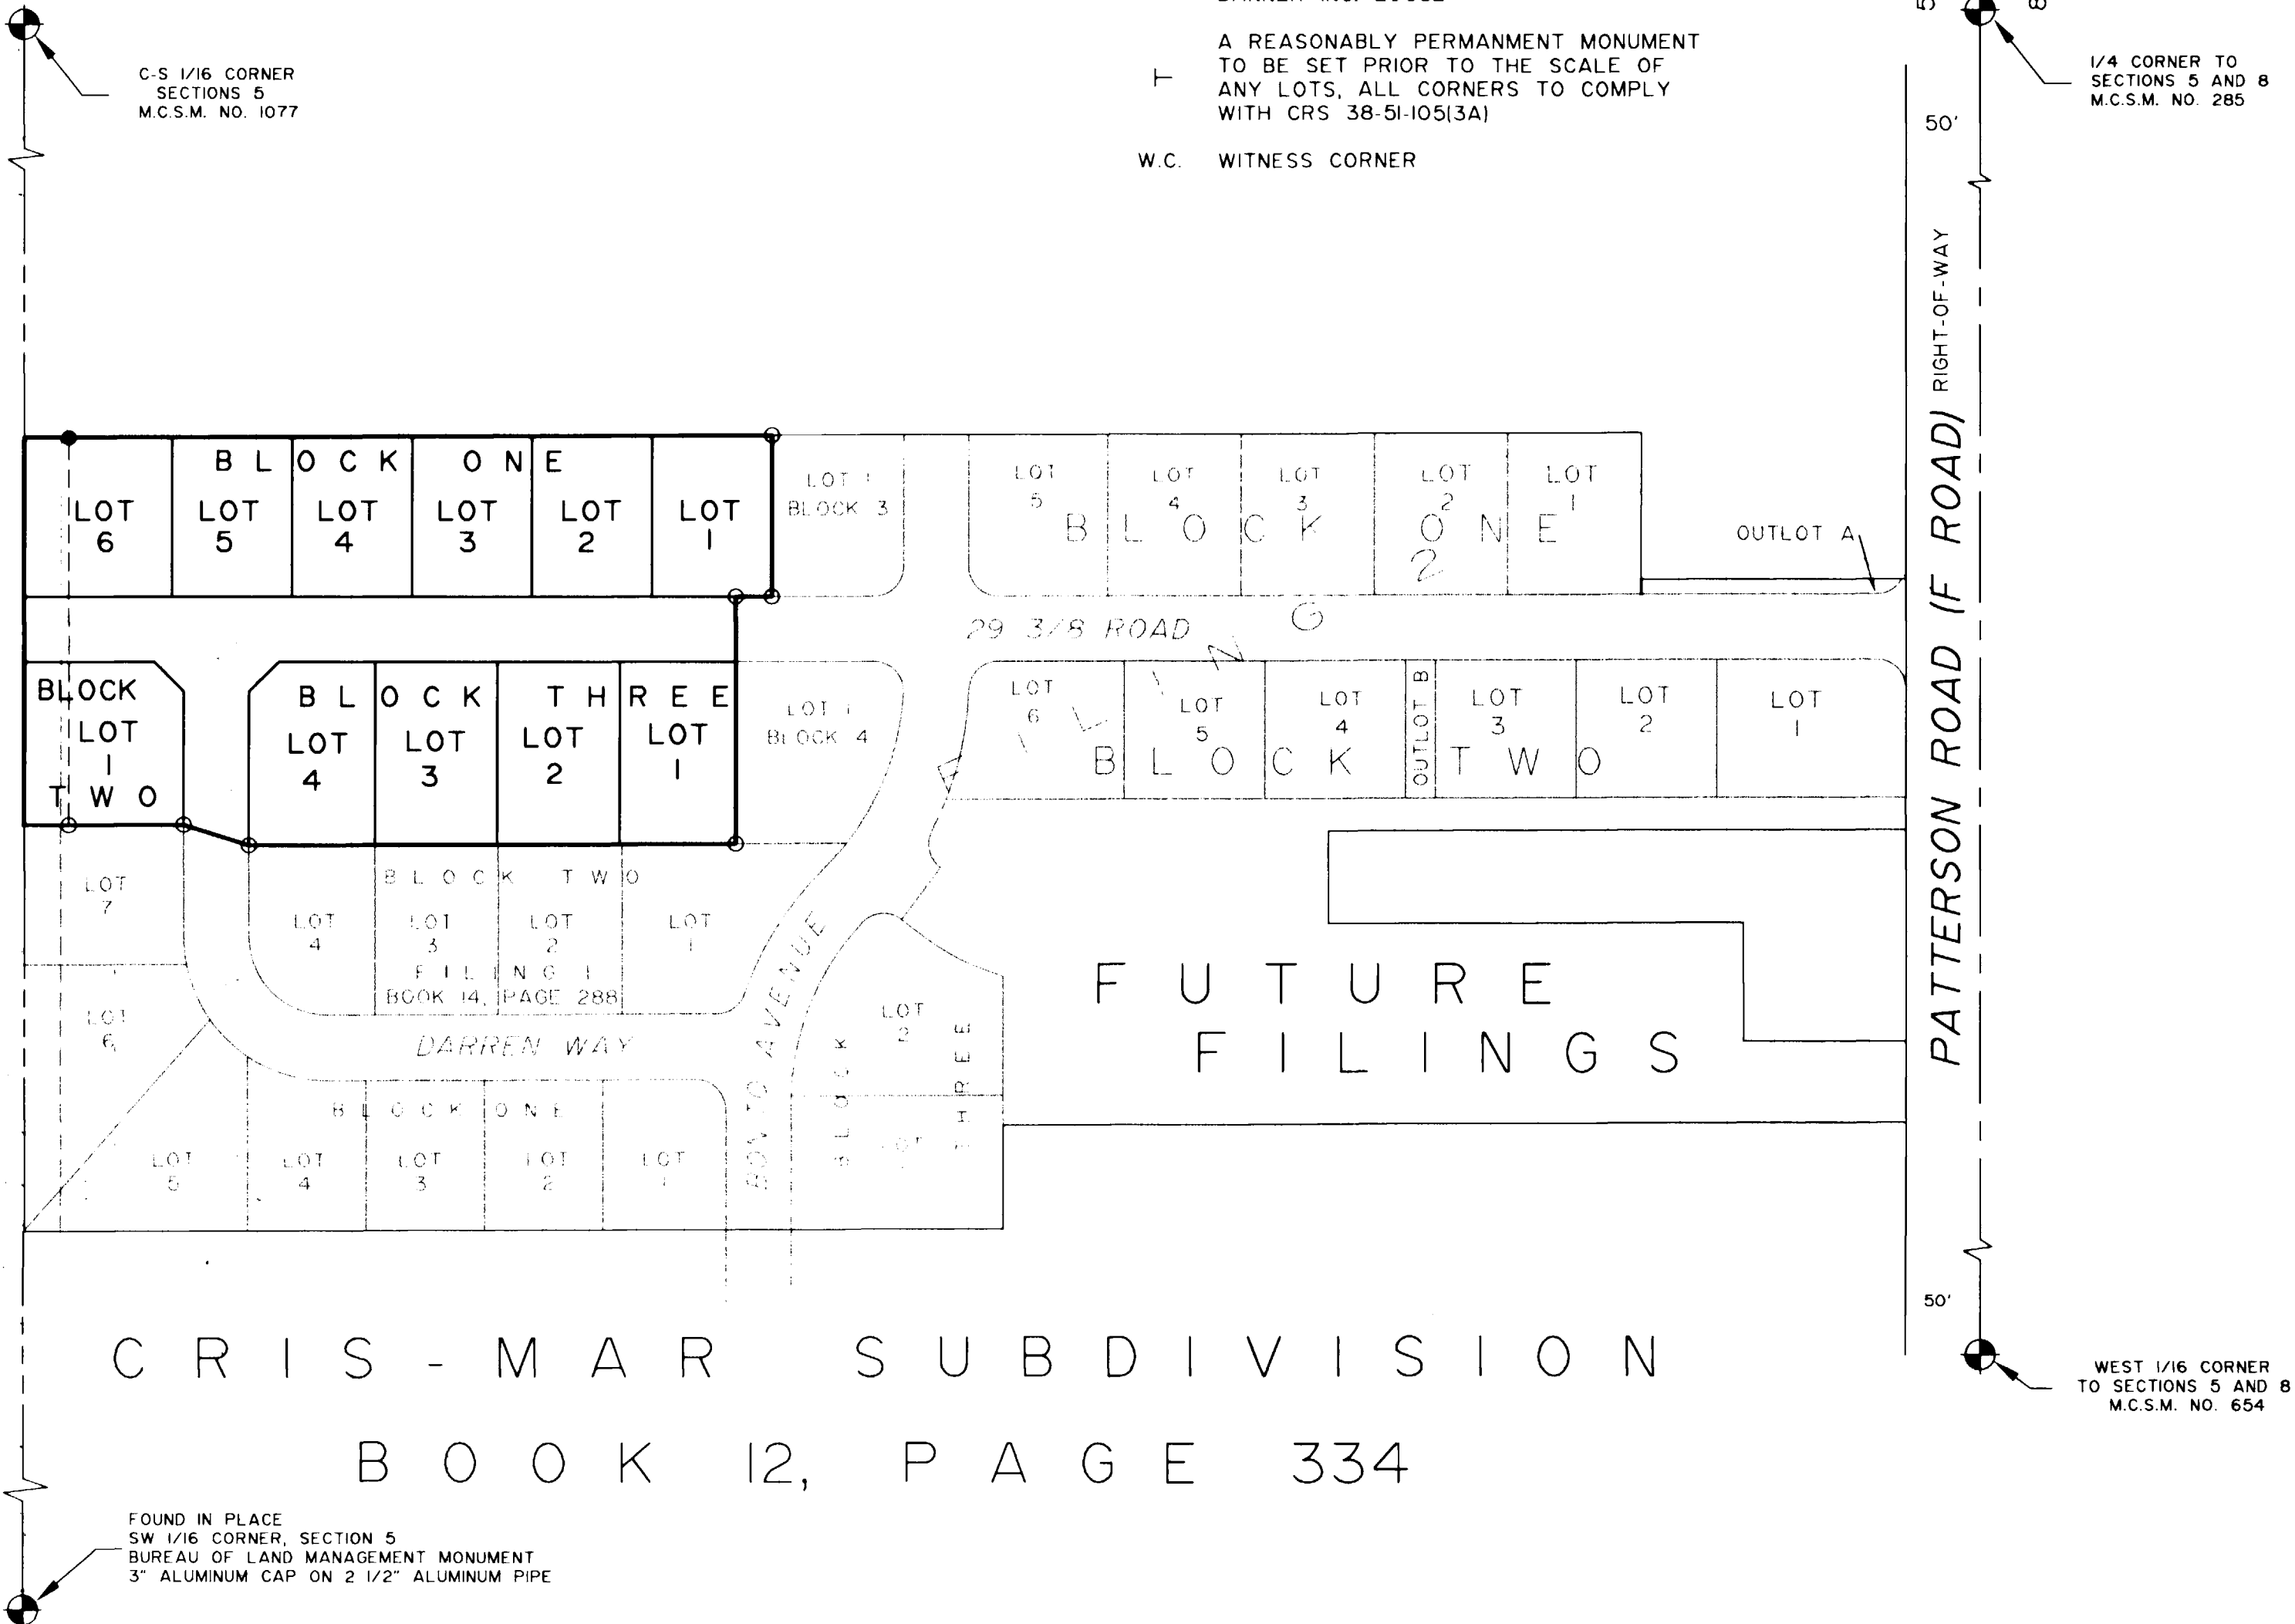 A REASONABLY PERMANMENT MONUMENT
TO BE SET PRIOR TO THE SCALE OF
ANY LOTS, ALL CORNERS TO COMPLY
WITH CRS 38-51-105(3A)
W.C. WITNESS CORNER
C-S 1/16 CORNER
SECTIONS 5
M.C.S.M. NO. 1077
1/4 CORNER TO
SECTIONS 5 AND 8
M.C.S.M. NO. 285
50'
PATTERSON ROAD (F ROAD) RIGHT-OF-WAY
BLOCK ONE
LOT 6
LOT 5
LOT 4
LOT 3
LOT 2
LOT 1
LOT 1
BLOCK 3
LOT 5
LOT 4
LOT 3
LOT 2
LOT 1
BLOCK ONE
OUTLOT A
FILING 2
29 3/8 ROAD
BLOCK
LOT 1
TWO
BLOCK THREE
LOT 4
LOT 3
LOT 2
LOT 1
LOT 1
BLOCK 4
LOT 6
LOT 5
LOT 4
OUTLOT B
LOT 3
LOT 2
LOT 1
BLOCK TWO
LOT 7
BLOCK TWO
LOT 4
LOT 3
LOT 2
LOT 1
FILING 1
BOOK 14, PAGE 288
LOT 6
DARREN WAY
AVENUE
LOT 2
BLOCK THREE
LOT
BLOCK ONE
LOT 5
LOT 4
LOT 3
LOT 2
LOT 1
FUTURE
FILINGS
50'
CRIS-MAR SUBDIVISION
BOOK 12, PAGE 334
WEST 1/16 CORNER
TO SECTIONS 5 AND 8
M.C.S.M. NO. 654
FOUND IN PLACE
SW 1/16 CORNER, SECTION 5
BUREAU OF LAND MANAGEMENT MONUMENT
3" ALUMINUM CAP ON 2 1/2" ALUMINUM PIPE